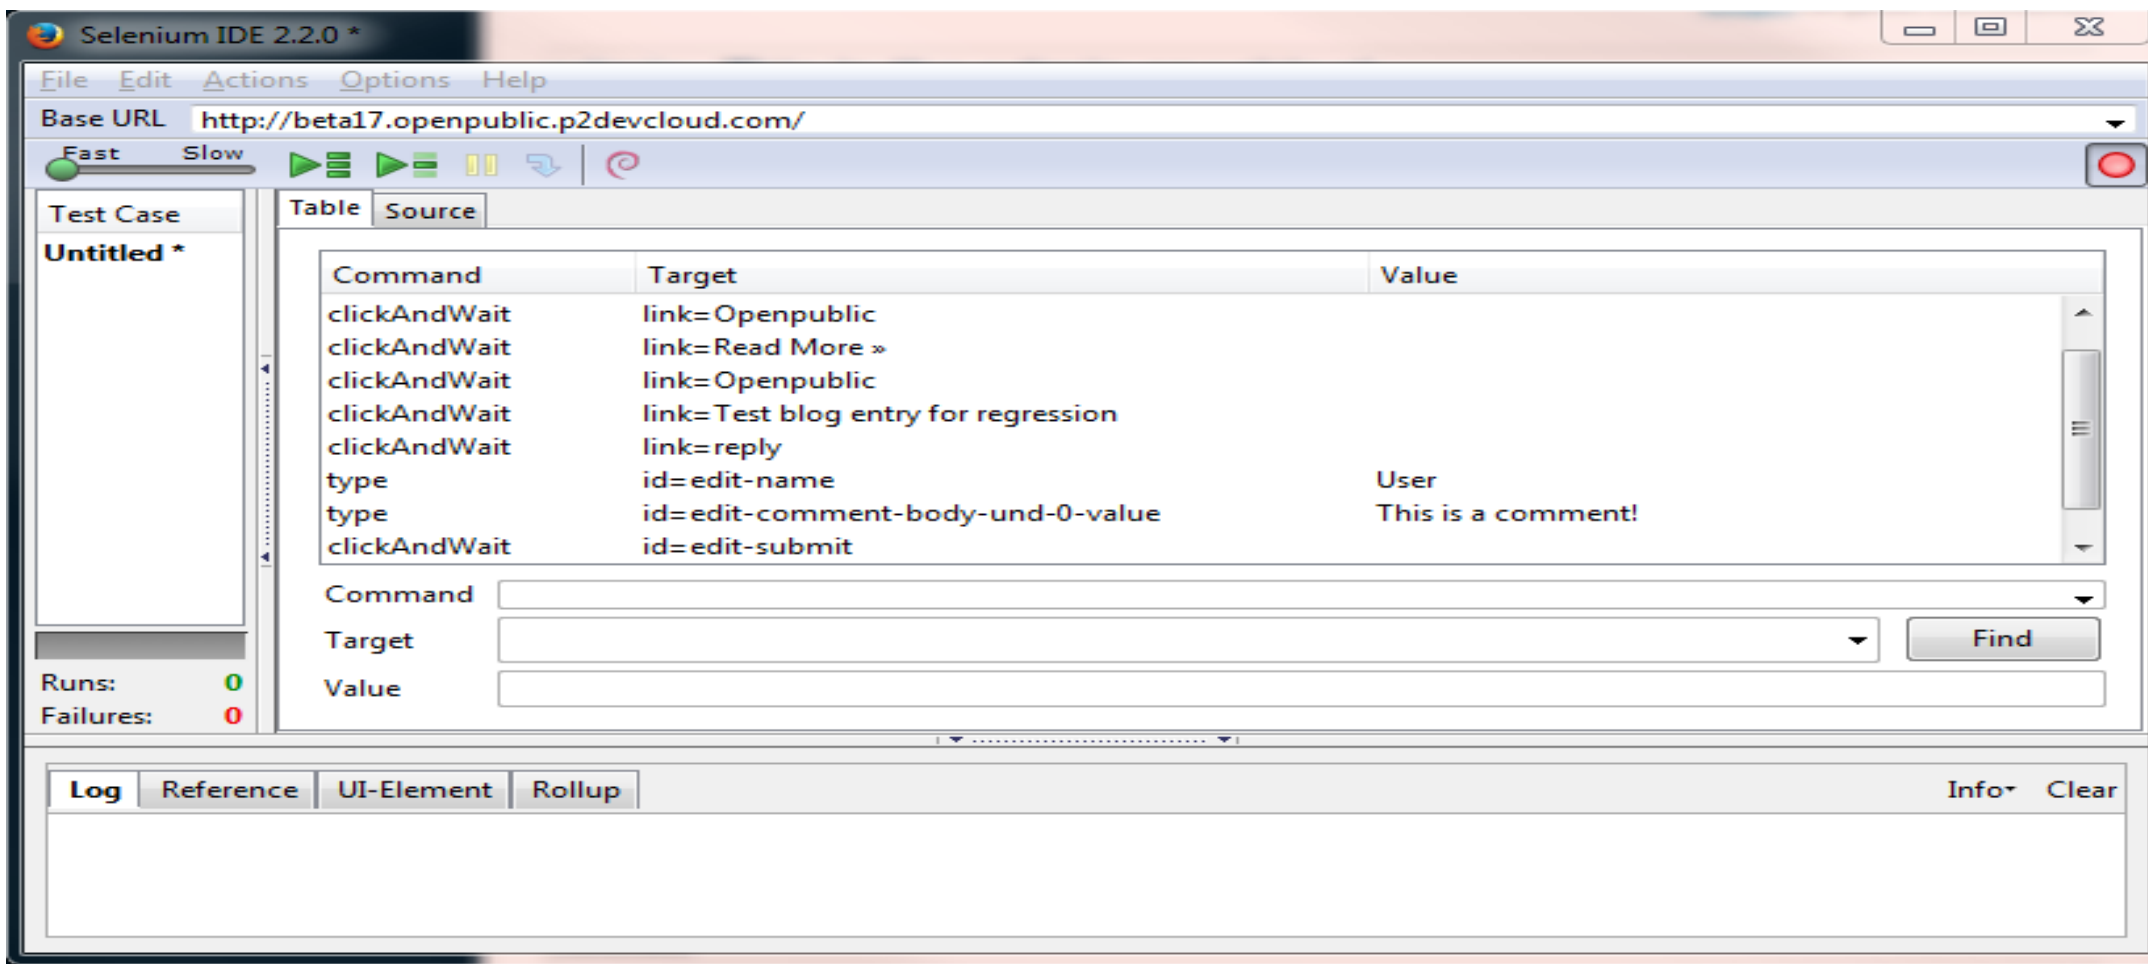 Selenium IDE 2.2.0 *
File Edit Actions Options Help
Base URL http://beta17.openpublic.p2devcloud.com/
Fast Slow
Test Case
Untitled *
Runs: 0
Failures: 0
Table Source
Command Target Value
clickAndWait link=Openpublic
clickAndWait link=Read More »
clickAndWait link=Openpublic
clickAndWait link=Test blog entry for regression
clickAndWait link=reply
type id=edit-name User
type id=edit-comment-body-und-0-value This is a comment!
clickAndWait id=edit-submit
Command
Target Find
Value
Log Reference UI-Element Rollup Info Clear